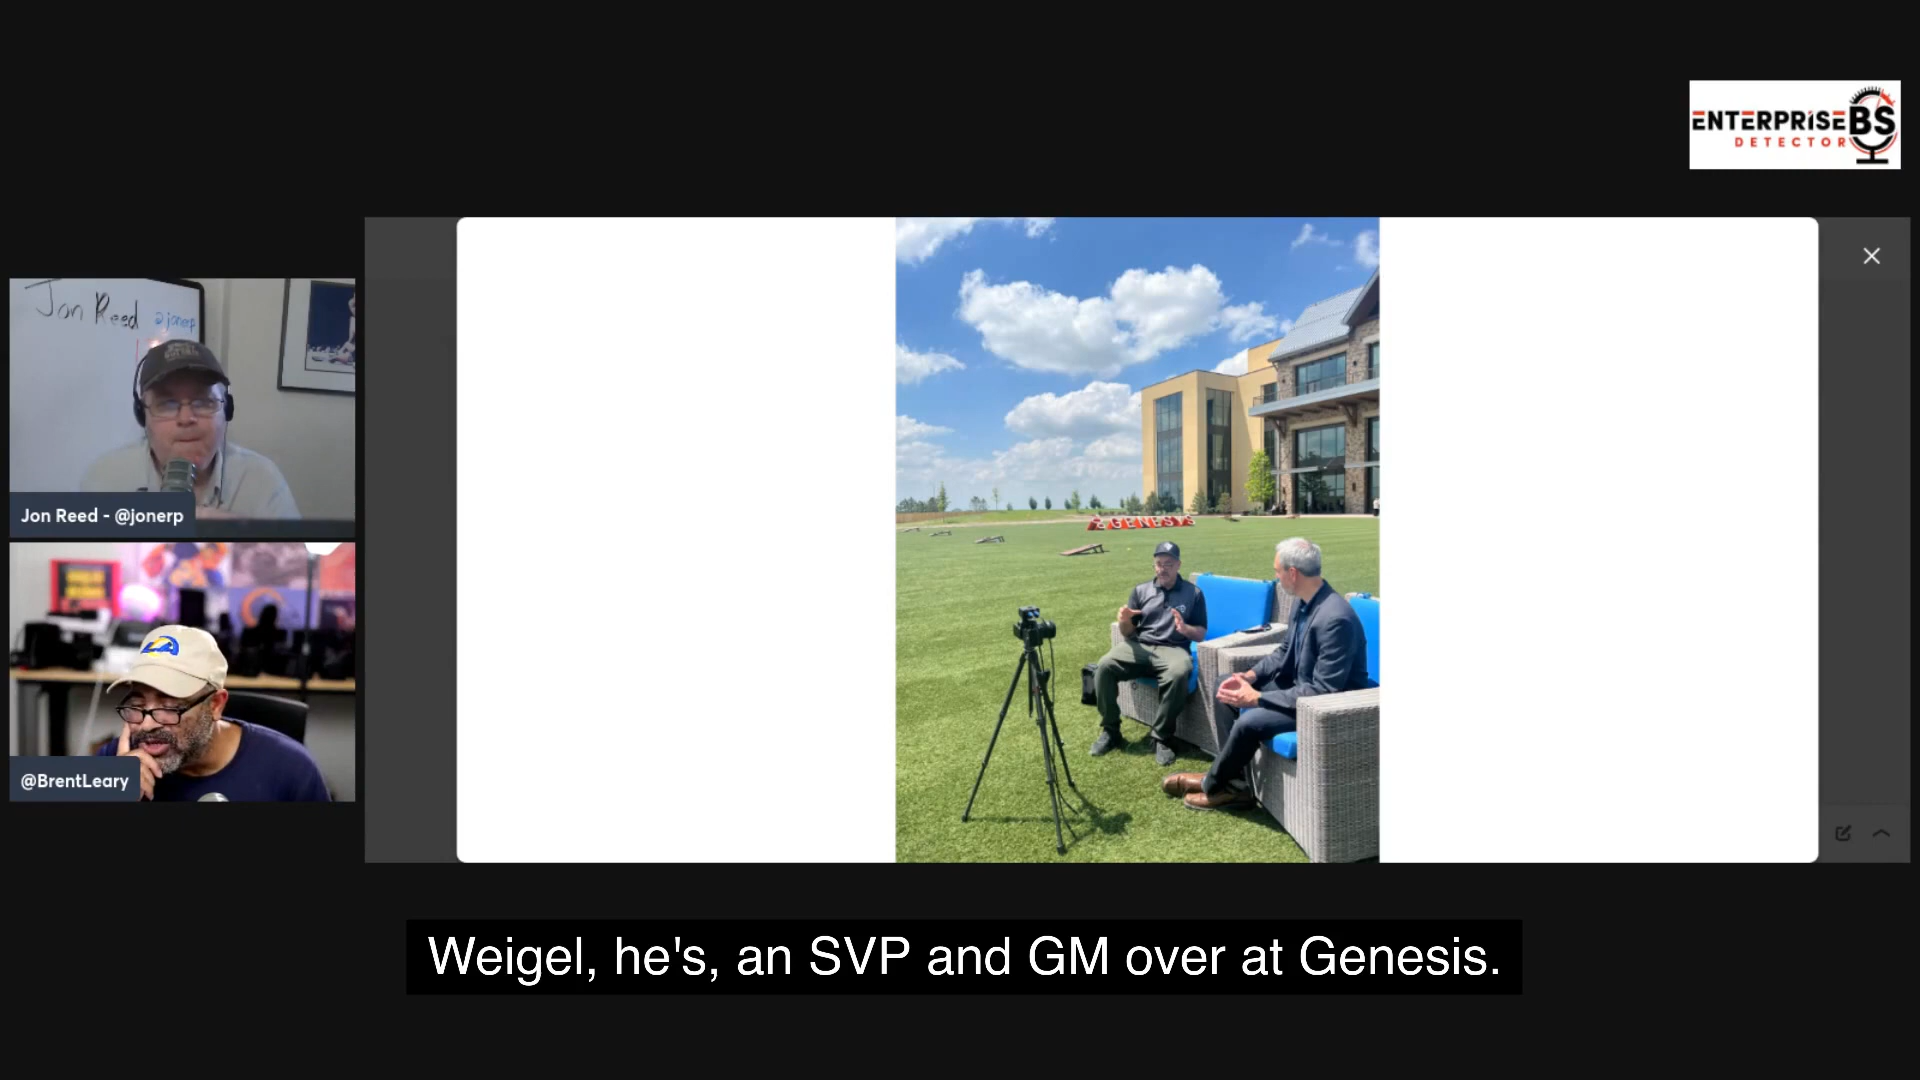 ENTERPRISE BS
DETECTOR
Jon Reed
@jonerp
Jon Reed - @jonerp
GENESYS
@BrentLeary
Weigel, he's, an SVP and GM over at Genesis.